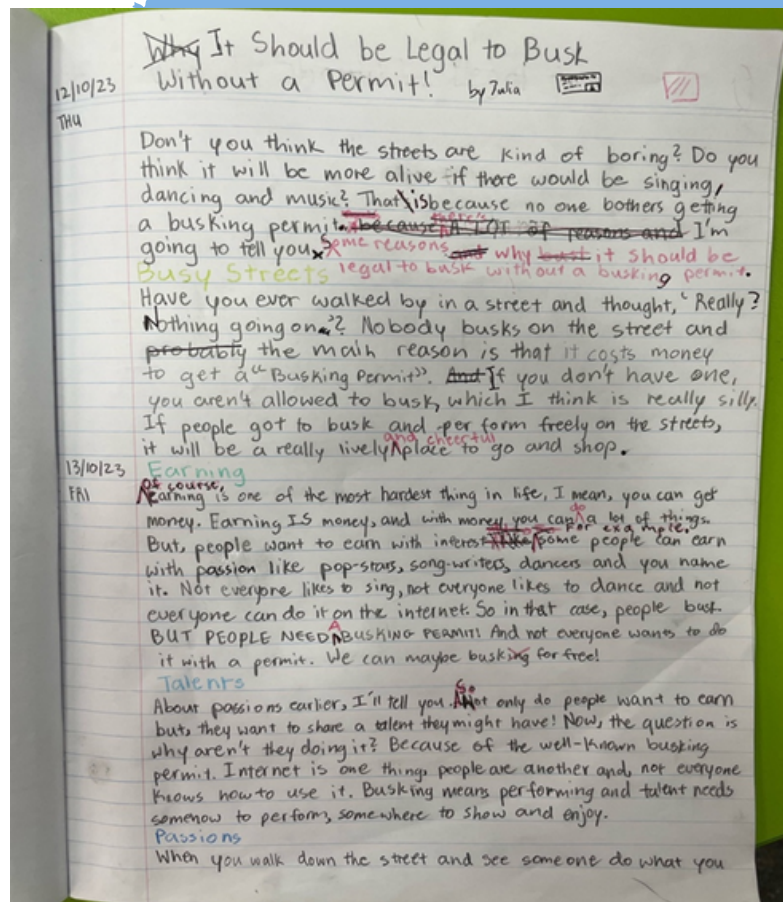 Why It Should be Legal to Busk
Without a Permit! by Julia
12/10/23
THU
Don't you think the streets are kind of boring? Do you
think it will be more alive if there would be singing,
dancing and music? That is because no one bothers getting
a busking permit. because there's A LOT of reasons and I'm
going to tell you some reasons and why busk it should be
legal to busk without a busking permit.
Busy Streets
Have you ever walked by in a street and thought, "Really?
Nothing going on."? Nobody busks on the street and
probably the main reason is that it costs money
to get a "Busking Permit". And If you don't have one,
you aren't allowed to busk, which I think is really silly.
If people got to busk and perform freely on the streets,
it will be a really lively and cheerful place to go and shop.
13/10/23
FRI
Earning
Of course, earning is one of the most hardest thing in life, I mean, you can get
money. Earning IS money, and with money, you can do a lot of things.
But, people want to earn with interest like For example, some people can earn
with passion like pop-stars, song-writers, dancers and you name
it. Not everyone likes to sing, not everyone likes to dance and not
everyone can do it on the internet. So in that case, people busk
BUT PEOPLE NEED A BUSKING PERMIT! And not everyone wants to do
it with a permit. We can maybe busking for free!
Talents
About passions earlier, I'll tell you. So Not only do people want to earn
but, they want to share a talent they might have! Now, the question is
why aren't they doing it? Because of the well-known busking
permit. Internet is one thing, people are another and, not everyone
knows how to use it. Busking means performing and talent needs
somehow to perform, somewhere to show and enjoy.
Passions
When you walk down the street and see someone do what you